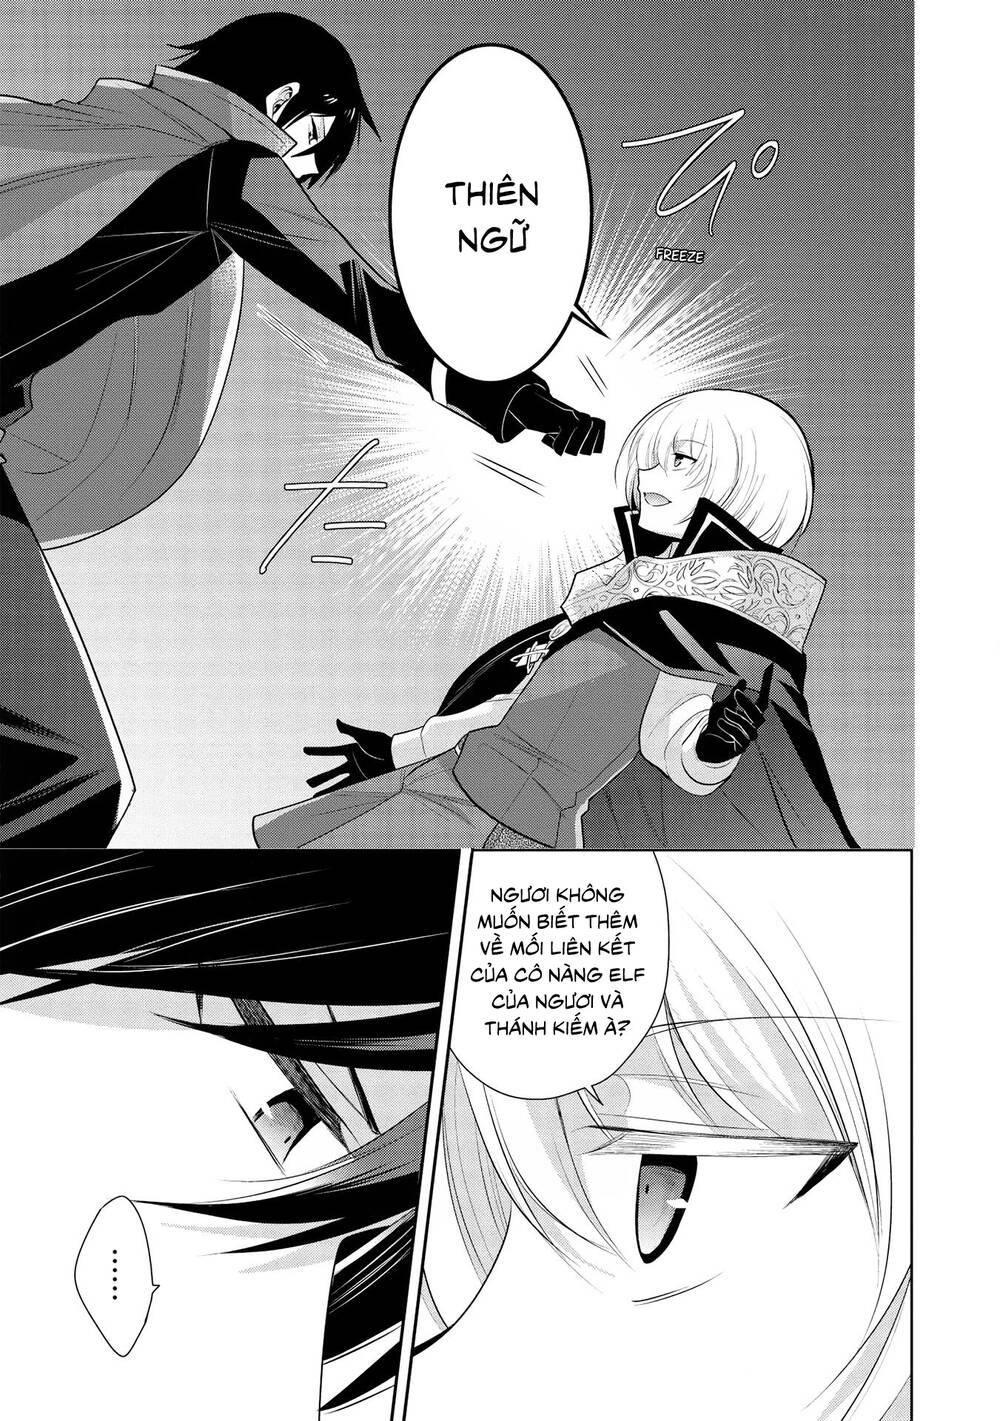 THIÊN
NGỮ
ピ
FREEZE
NGƯƠI KHÔNG
MUỐN BIẾT THÊM
VỀ MỐI LIÊN KẾT
CỦA CÔ NÀNG ELF
CỦA NGƯƠI VÀ
THÁNH KIẾM À?
......